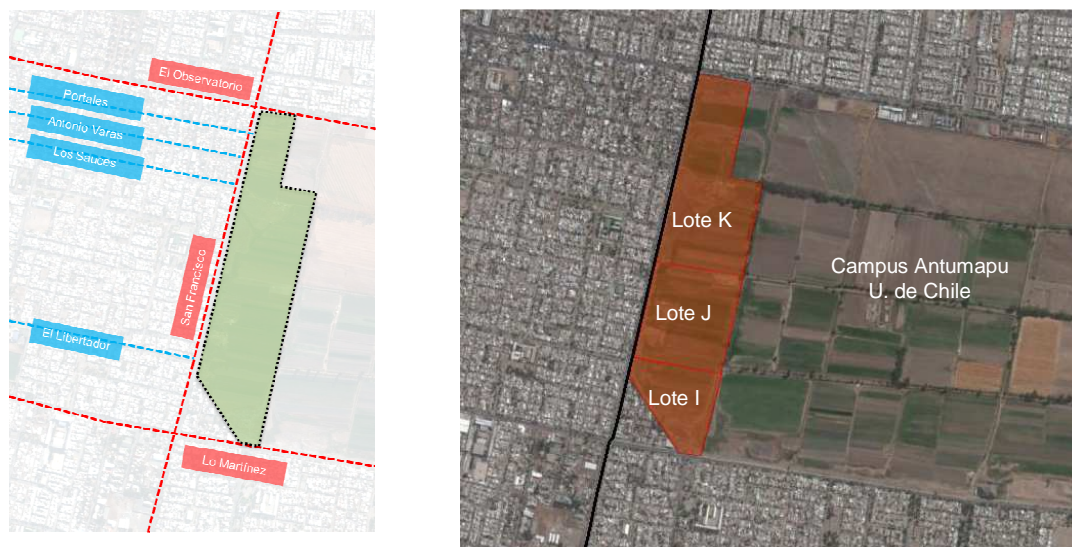 El Observatorio
Portales
Antonio Varas
Los Sauces
San Francisco
El Libertador
Lo Martínez
Lote K
Lote J
Lote I
Campus Antumapu
U. de Chile